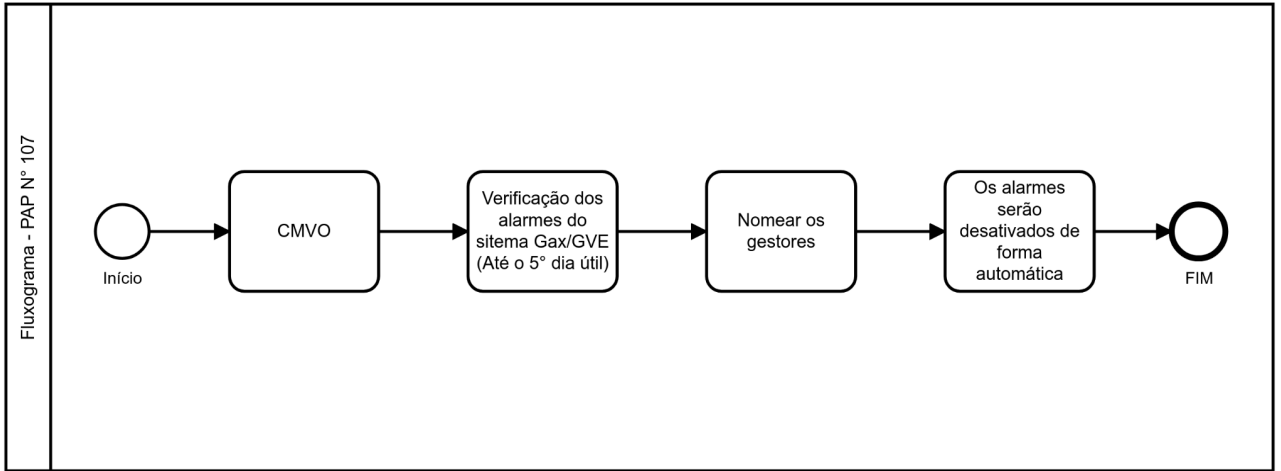 Fluxograma - PAP N° 107
Início
CMVO
Verificação dos
alarmes do
sitema Gax/GVE
(Até o 5° dia útil)
Nomear os
gestores
Os alarmes
serão
desativados de
forma
automática
FIM